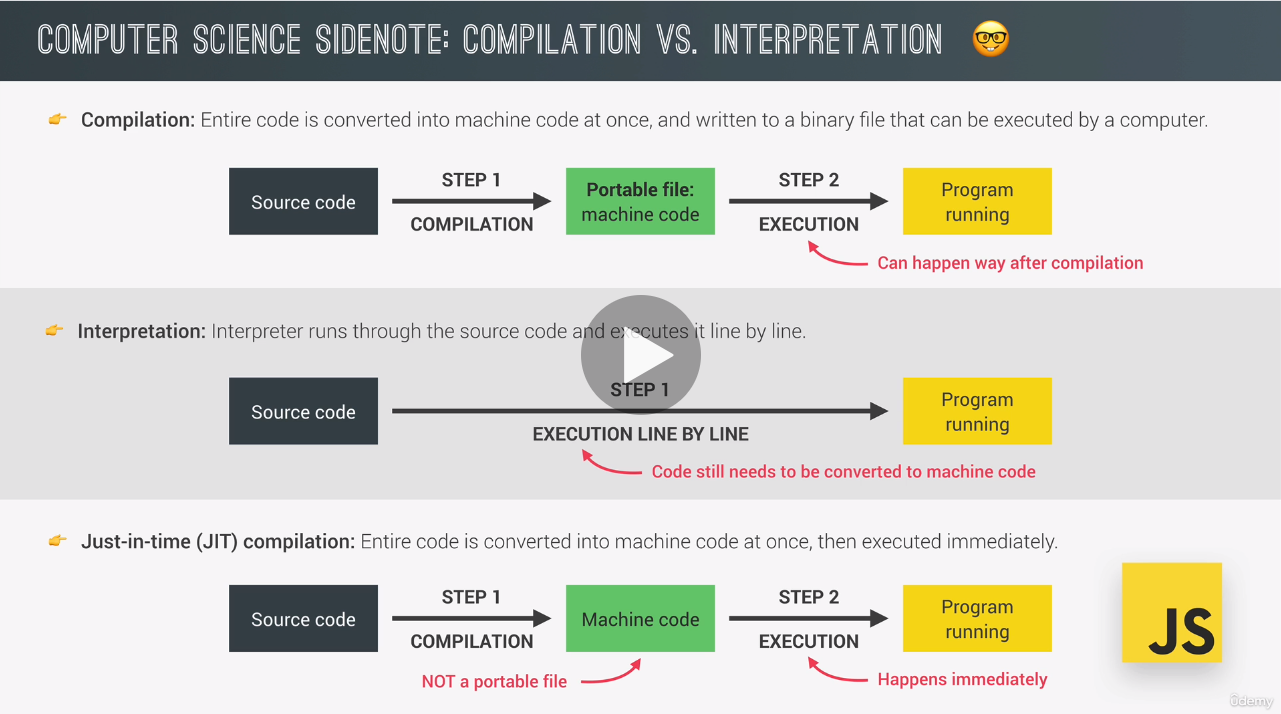 COMPUTER SCIENCE SIDENOTE: COMPILATION VS. INTERPRETATION
Compilation: Entire code is converted into machine code at once, and written to a binary file that can be executed by a computer.
Source code
STEP 1
COMPILATION
Portable file:
machine code
STEP 2
EXECUTION
Program
running
Can happen way after compilation
Interpretation: Interpreter runs through the source code and executes it line by line.
Source code
STEP 1
EXECUTION LINE BY LINE
Program
running
Code still needs to be converted to machine code
Just-in-time (JIT) compilation: Entire code is converted into machine code at once, then executed immediately.
Source code
STEP 1
COMPILATION
Machine code
STEP 2
EXECUTION
Program
running
NOT a portable file
Happens immediately
JS
ûdemy